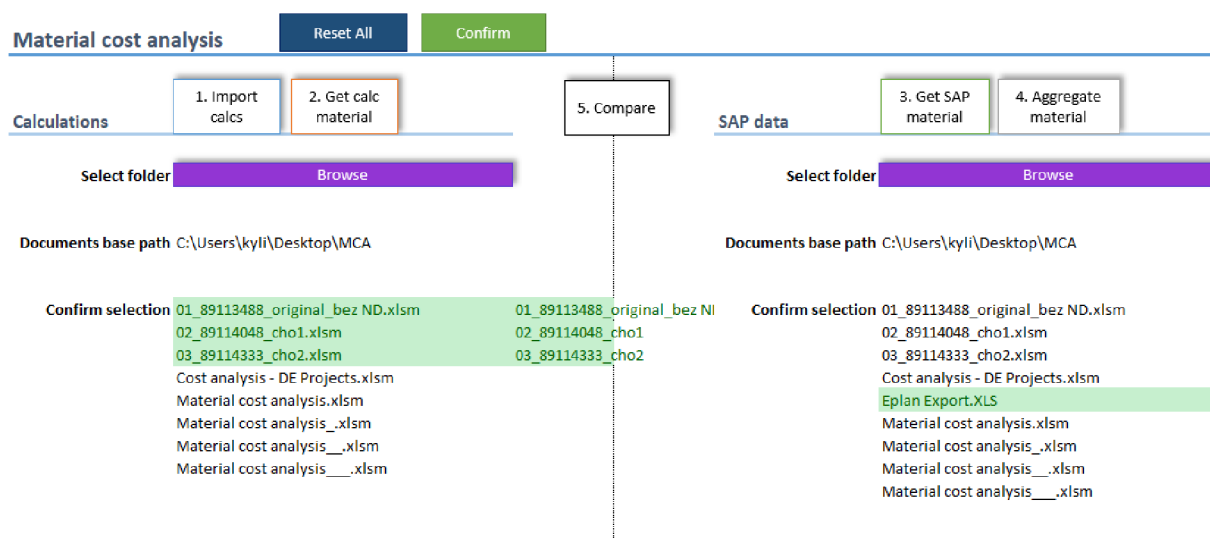 Material cost analysis
Reset All
Confirm
Calculations
1. Import
calcs
2. Get calc
material
5. Compare
SAP data
3. Get SAP
material
4. Aggregate
material
Select folder
Browse
Select folder
Browse
Documents base path C:\Users\kyli\Desktop\MCA
Documents base path C:\Users\kyli\Desktop\MCA
Confirm selection 01_89113488_original_bez ND.xlsm
02_89114048_cho1.xlsm
03_89114333_cho2.xlsm
Cost analysis - DE Projects.xlsm
Material cost analysis.xlsm
Material cost analysis_.xlsm
Material cost analysis__.xlsm
Material cost analysis___.xlsm
01_89113488_original_bez NI
02_89114048_cho1
03_89114333_cho2
Confirm selection 01_89113488_original_bez ND.xlsm
02_89114048_cho1.xlsm
03_89114333_cho2.xlsm
Cost analysis - DE Projects.xlsm
Eplan Export.XLS
Material cost analysis.xlsm
Material cost analysis_.xlsm
Material cost analysis__.xlsm
Material cost analysis___.xlsm